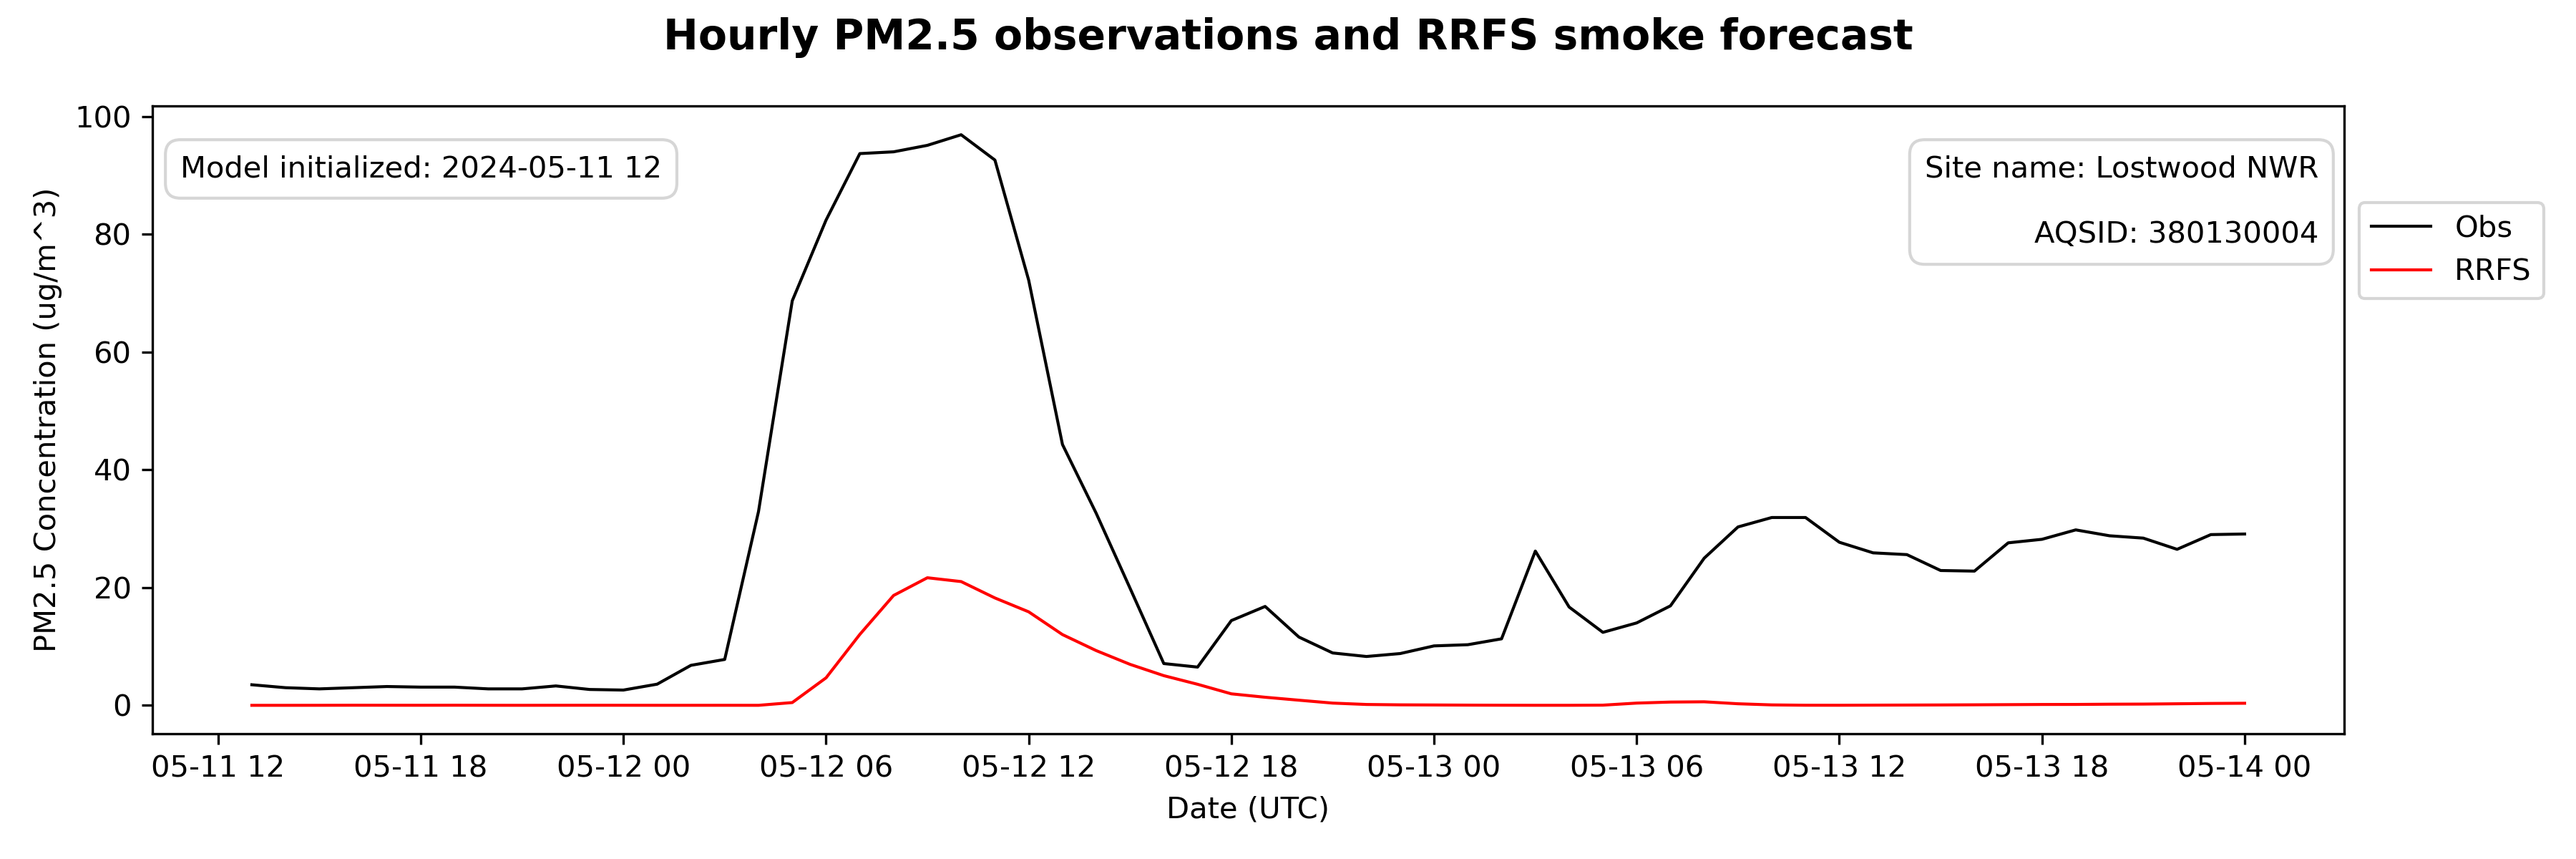 Hourly PM2.5 observations and RRFS smoke forecast
Model initialized: 2024-05-11 12
Site name: Lostwood NWR
AQSID: 380130004
Obs
RRFS
PM2.5 Concentration (ug/m^3)
100
80
60
40
20
0
05-11 12 05-11 18 05-12 00 05-12 06 05-12 12 05-12 18 05-13 00 05-13 06 05-13 12 05-13 18 05-14 00
Date (UTC)